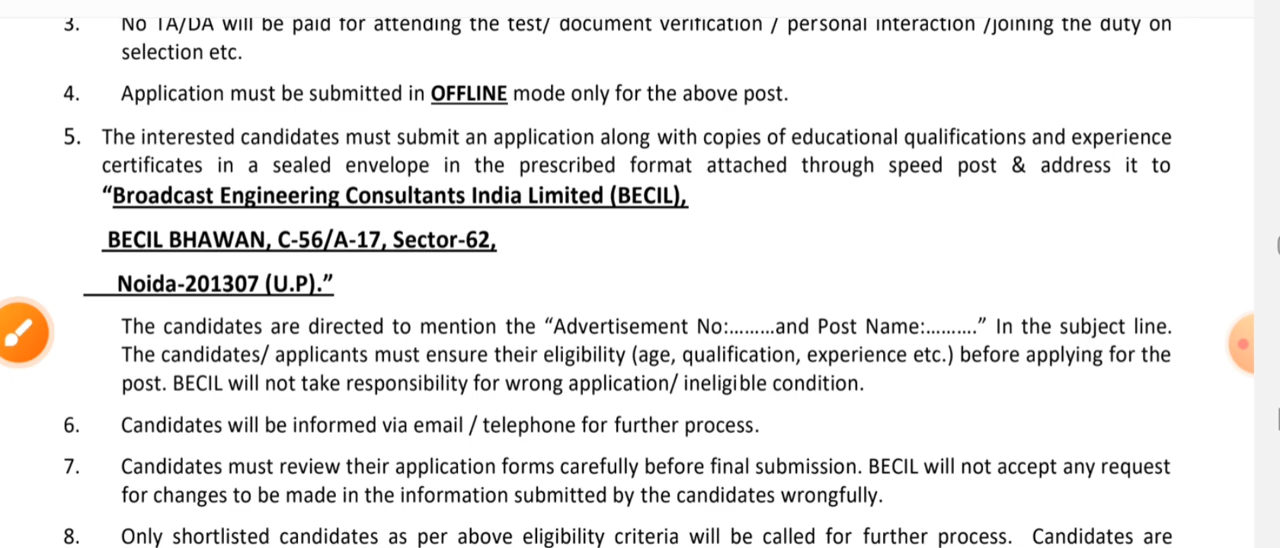 3. No TA/DA will be paid for attending the test/ document verification / personal interaction /joining the duty on
selection etc.
4. Application must be submitted in OFFLINE mode only for the above post.
5. The interested candidates must submit an application along with copies of educational qualifications and experience
certificates in a sealed envelope in the prescribed format attached through speed post & address it to
“Broadcast Engineering Consultants India Limited (BECIL),
BECIL BHAWAN, C-56/A-17, Sector-62,
Noida-201307 (U.P).”
The candidates are directed to mention the “Advertisement No:.........and Post Name:..........” In the subject line.
The candidates/ applicants must ensure their eligibility (age, qualification, experience etc.) before applying for the
post. BECIL will not take responsibility for wrong application/ ineligible condition.
6. Candidates will be informed via email / telephone for further process.
7. Candidates must review their application forms carefully before final submission. BECIL will not accept any request
for changes to be made in the information submitted by the candidates wrongfully.
8. Only shortlisted candidates as per above eligibility criteria will be called for further process. Candidates are